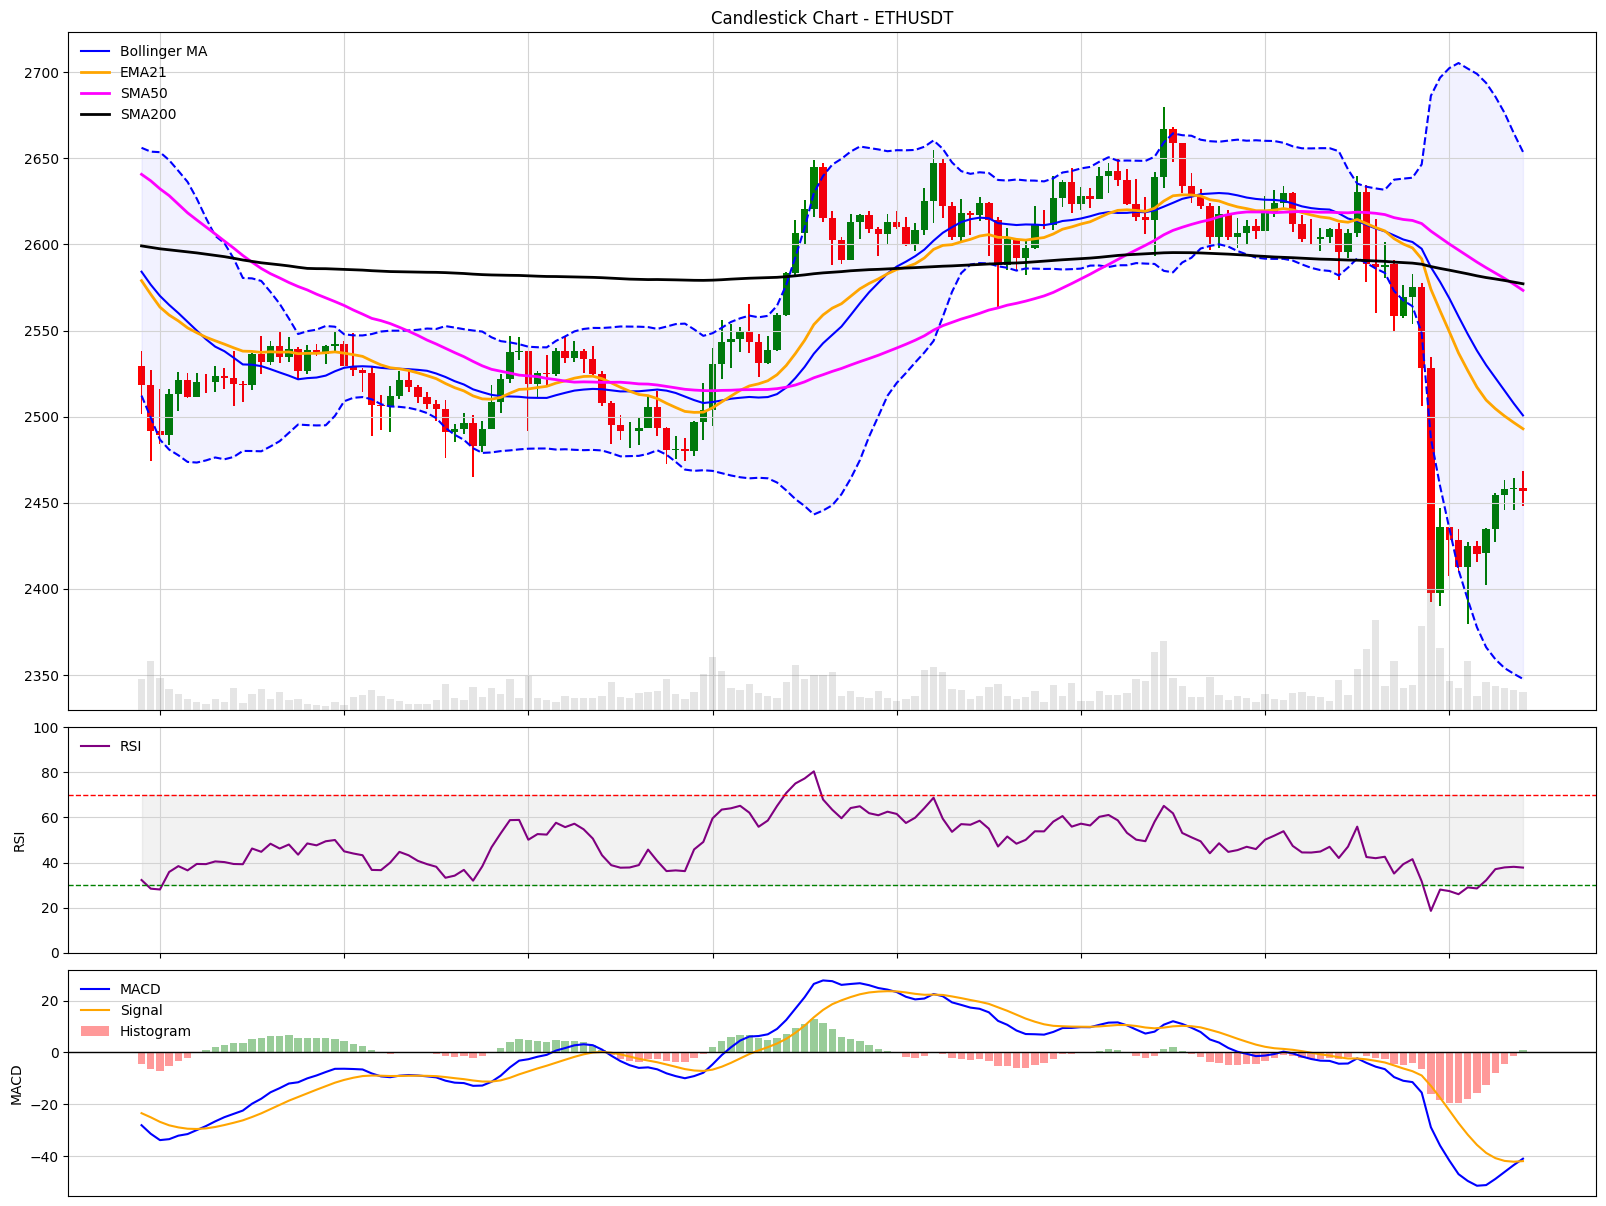 Candlestick Chart - ETHUSDT
Bollinger MA
EMA21
SMA50
SMA200
2700
2650
2600
2550
2500
2450
2400
2350
RSI
100
80
60
40
20
0
RSI
MACD
Signal
Histogram
20
0
−20
−40
MACD